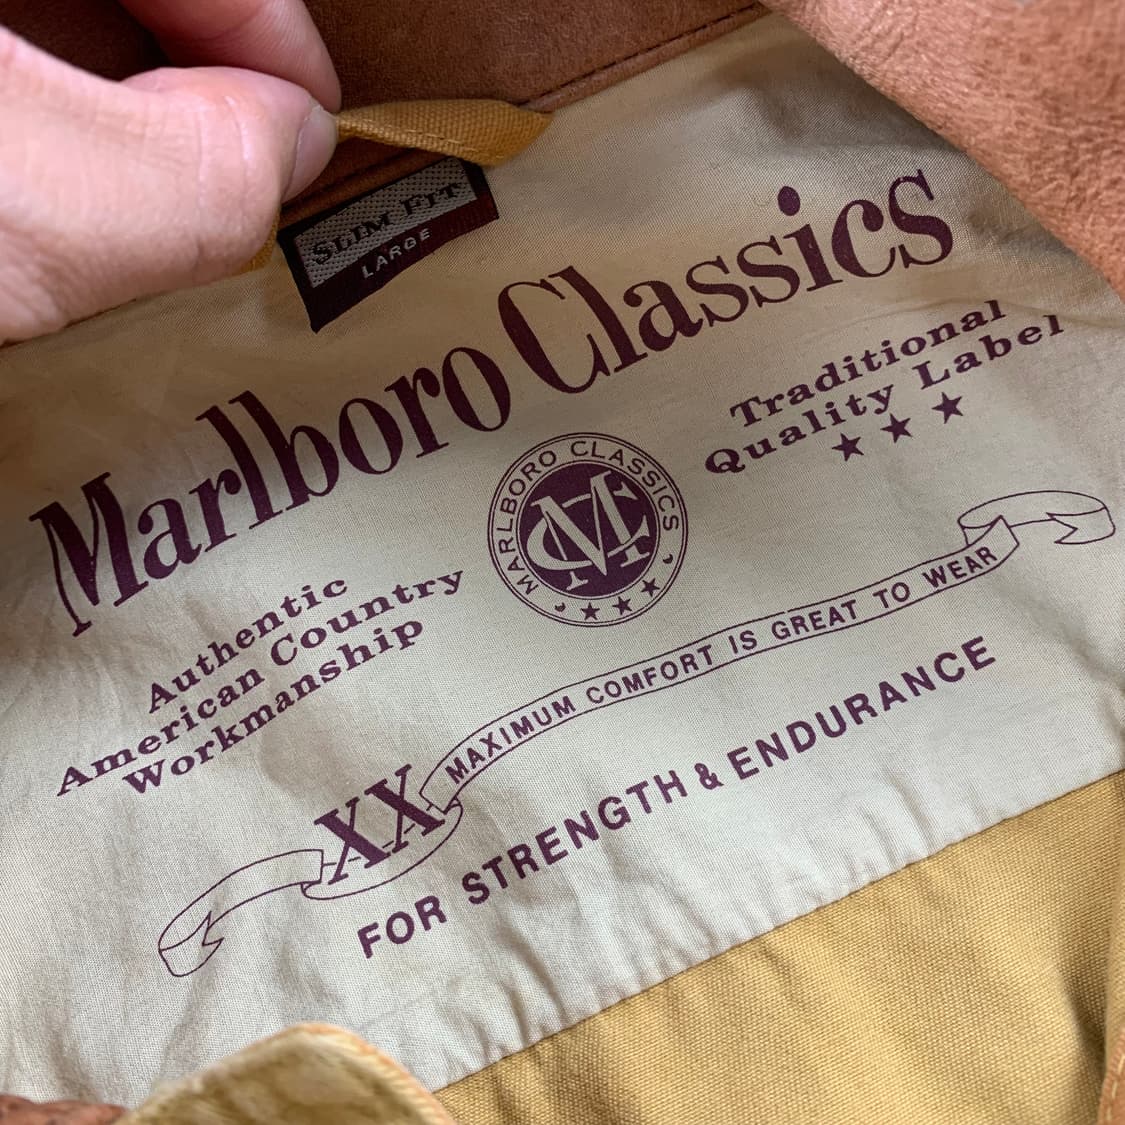 SLIM FIT
LARGE
Marlboro Classics
Traditional
Quality Label
MARLBORO CLASSICS
MC
Authentic
American Country
Workmanship
XX MAXIMUM COMFORT IS GREAT TO WEAR
FOR STRENGTH & ENDURANCE